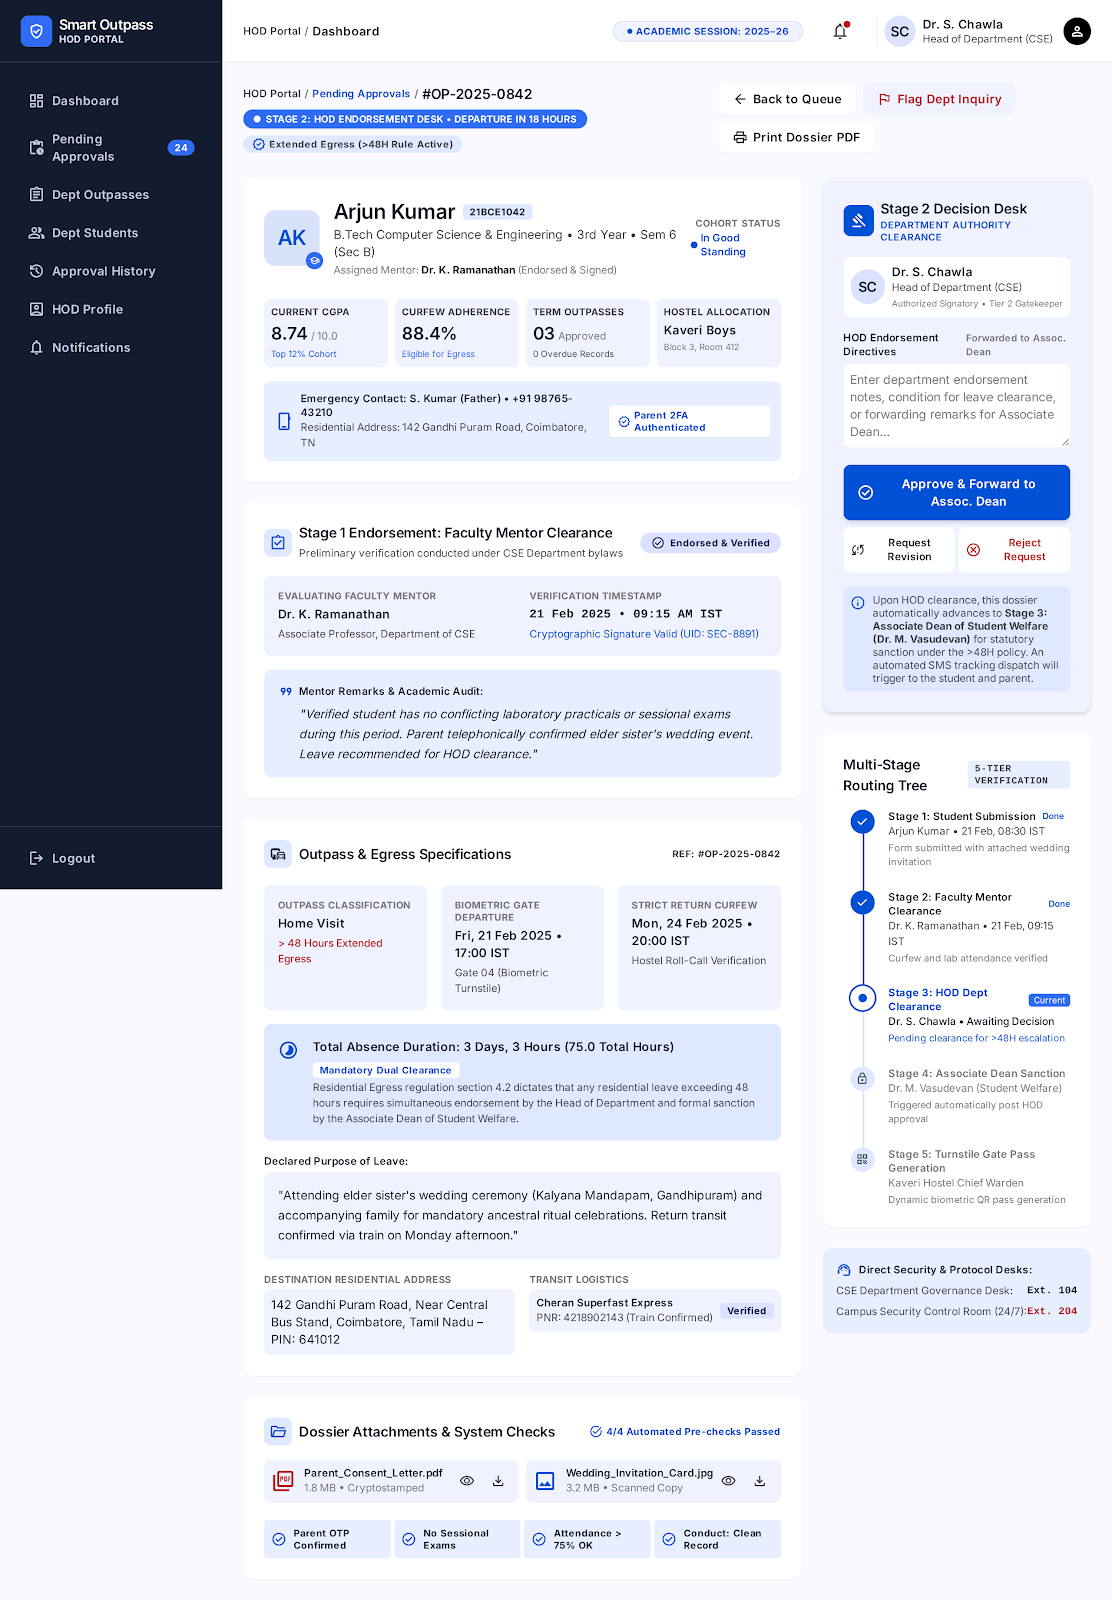 Smart Outpass
HOD PORTAL
Dashboard
Pending
Approvals
24
Dept Outpasses
Dept Students
Approval History
HOD Profile
Notifications
Logout
HOD Portal / Dashboard
ACADEMIC SESSION: 2025–26
SC
Dr. S. Chawla
Head of Department (CSE)
HOD Portal / Pending Approvals / #OP-2025-0842
STAGE 2: HOD ENDORSEMENT DESK • DEPARTURE IN 18 HOURS
Extended Egress (>48H Rule Active)
Back to Queue
Flag Dept Inquiry
Print Dossier PDF
AK
Arjun Kumar
21BCE1042
B.Tech Computer Science & Engineering • 3rd Year • Sem 6
(Sec B)
Assigned Mentor: Dr. K. Ramanathan (Endorsed & Signed)
COHORT STATUS
In Good
Standing
CURRENT CGPA
8.74 / 10.0
Top 12% Cohort
CURFEW ADHERENCE
88.4%
Eligible for Egress
TERM OUTPASSES
03 Approved
0 Overdue Records
HOSTEL ALLOCATION
Kaveri Boys
Block 3, Room 412
Emergency Contact: S. Kumar (Father) • +91 98765-
43210
Residential Address: 142 Gandhi Puram Road, Coimbatore,
TN
Parent 2FA
Authenticated
Stage 1 Endorsement: Faculty Mentor Clearance
Preliminary verification conducted under CSE Department bylaws
Endorsed & Verified
EVALUATING FACULTY MENTOR
Dr. K. Ramanathan
Associate Professor, Department of CSE
VERIFICATION TIMESTAMP
21 Feb 2025 • 09:15 AM IST
Cryptographic Signature Valid (UID: SEC-8891)
Mentor Remarks & Academic Audit:
"Verified student has no conflicting laboratory practicals or sessional exams
during this period. Parent telephonically confirmed elder sister's wedding event.
Leave recommended for HOD clearance."
Outpass & Egress Specifications
REF: #OP-2025-0842
OUTPASS CLASSIFICATION
Home Visit
> 48 Hours Extended
Egress
BIOMETRIC GATE
DEPARTURE
Fri, 21 Feb 2025 •
17:00 IST
Gate 04 (Biometric
Turnstile)
STRICT RETURN CURFEW
Mon, 24 Feb 2025 •
20:00 IST
Hostel Roll-Call Verification
Total Absence Duration: 3 Days, 3 Hours (75.0 Total Hours)
Mandatory Dual Clearance
Residential Egress regulation section 4.2 dictates that any residential leave exceeding 48
hours requires simultaneous endorsement by the Head of Department and formal sanction
by the Associate Dean of Student Welfare.
Declared Purpose of Leave:
"Attending elder sister's wedding ceremony (Kalyana Mandapam, Gandhipuram) and
accompanying family for mandatory ancestral ritual celebrations. Return transit
confirmed via train on Monday afternoon."
DESTINATION RESIDENTIAL ADDRESS
142 Gandhi Puram Road, Near Central
Bus Stand, Coimbatore, Tamil Nadu –
PIN: 641012
TRANSIT LOGISTICS
Cheran Superfast Express
PNR: 4218902143 (Train Confirmed)
Verified
Dossier Attachments & System Checks
4/4 Automated Pre-checks Passed
PDF
Parent_Consent_Letter.pdf
1.8 MB • Cryptostamped
Wedding_Invitation_Card.jpg
3.2 MB • Scanned Copy
Parent OTP
Confirmed
No Sessional
Exams
Attendance >
75% OK
Conduct: Clean
Record
Stage 2 Decision Desk
DEPARTMENT AUTHORITY
CLEARANCE
SC
Dr. S. Chawla
Head of Department (CSE)
Authorized Signatory • Tier 2 Gatekeeper
HOD Endorsement
Directives
Forwarded to Assoc.
Dean
Enter department endorsement
notes, condition for leave clearance,
or forwarding remarks for Associate
Dean...
Approve & Forward to
Assoc. Dean
Request
Revision
Reject
Request
Upon HOD clearance, this dossier
automatically advances to Stage 3:
Associate Dean of Student Welfare
(Dr. M. Vasudevan) for statutory
sanction under the >48H policy. An
automated SMS tracking dispatch will
trigger to the student and parent.
Multi-Stage
Routing Tree
5-TIER
VERIFICATION
Stage 1: Student Submission
Done
Arjun Kumar • 21 Feb, 08:30 IST
Form submitted with attached wedding
invitation
Stage 2: Faculty Mentor
Clearance
Done
Dr. K. Ramanathan • 21 Feb, 09:15
IST
Curfew and lab attendance verified
Stage 3: HOD Dept
Clearance
Current
Dr. S. Chawla • Awaiting Decision
Pending clearance for >48H escalation
Stage 4: Associate Dean Sanction
Dr. M. Vasudevan (Student Welfare)
Triggered automatically post HOD
approval
Stage 5: Turnstile Gate Pass
Generation
Kaveri Hostel Chief Warden
Dynamic biometric QR pass generation
Direct Security & Protocol Desks:
CSE Department Governance Desk: Ext. 104
Campus Security Control Room (24/7): Ext. 204